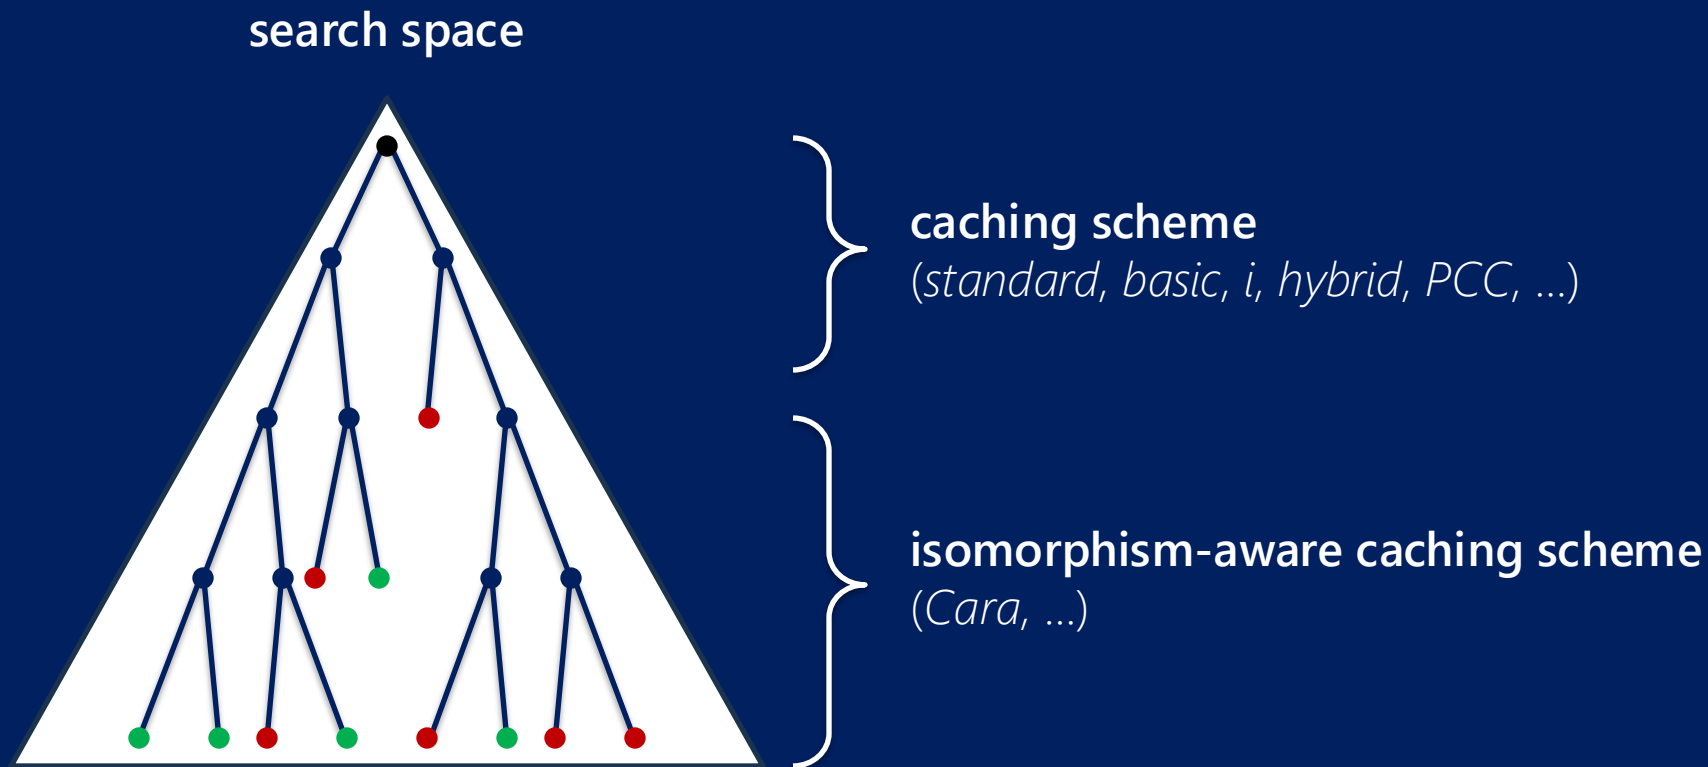 search space
caching scheme
(standard, basic, i, hybrid, PCC, ...)
isomorphism-aware caching scheme
(Cara, ...)